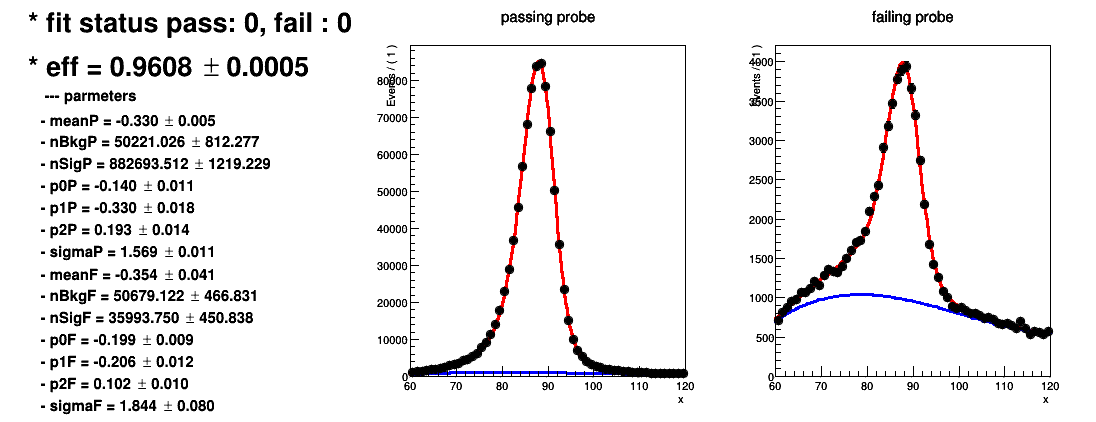 * fit status pass: 0, fail : 0
* eff = 0.9608 ± 0.0005
--- parmeters
- meanP = -0.330 ± 0.005
- nBkgP = 50221.026 ± 812.277
- nSigP = 882693.512 ± 1219.229
- p0P = -0.140 ± 0.011
- p1P = -0.330 ± 0.018
- p2P = 0.193 ± 0.014
- sigmaP = 1.569 ± 0.011
- meanF = -0.354 ± 0.041
- nBkgF = 50679.122 ± 466.831
- nSigF = 35993.750 ± 450.838
- p0F = -0.199 ± 0.009
- p1F = -0.206 ± 0.012
- p2F = 0.102 ± 0.010
- sigmaF = 1.844 ± 0.080
passing probe
Events / ( 1 )
80000
70000
60000
50000
40000
30000
20000
10000
0
60 70 80 90 100 110 120
x
failing probe
Events / ( 1 )
4000
3500
3000
2500
2000
1500
1000
500
0
60 70 80 90 100 110 120
x